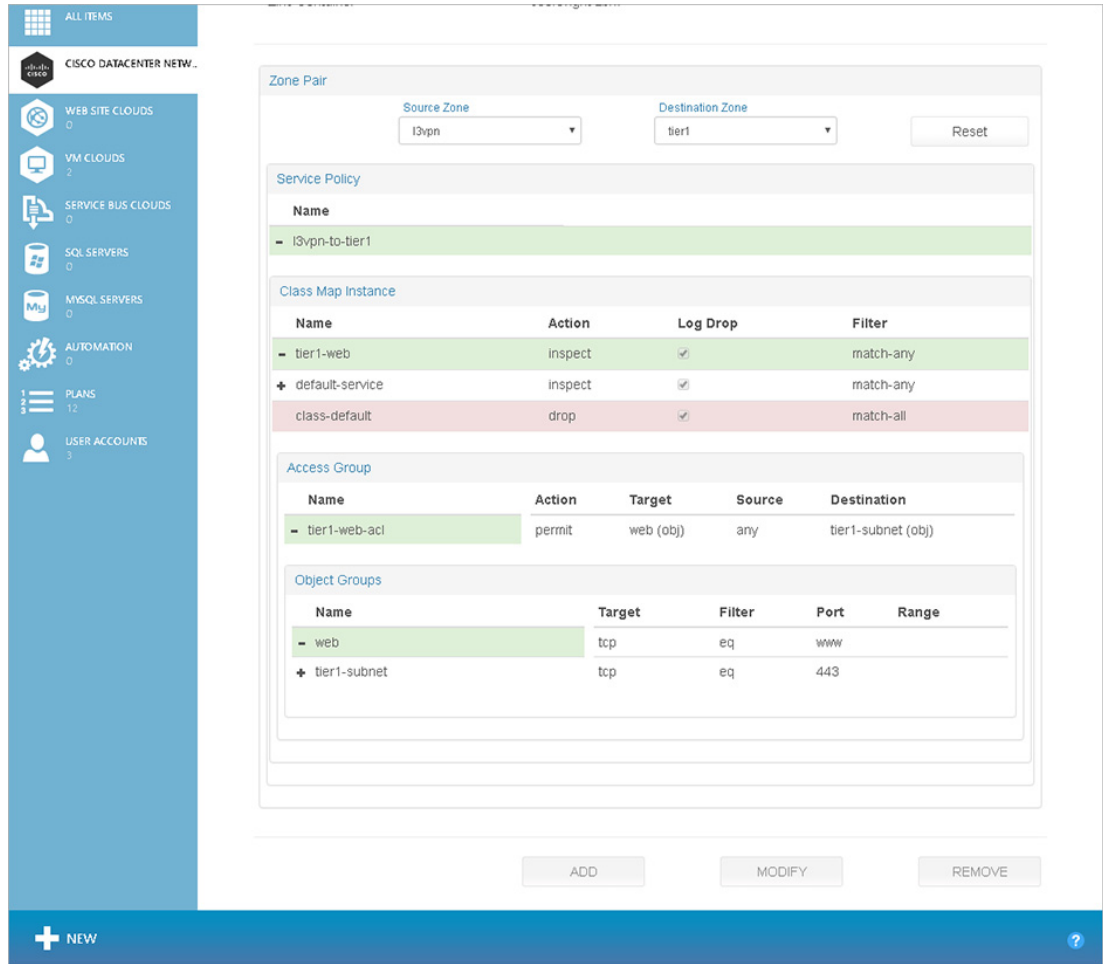 ALL ITEMS
CISCO
CISCO DATACENTER NETW..
WEB SITE CLOUDS
0
VM CLOUDS
2
SERVICE BUS CLOUDS
0
SQL SERVERS
0
My
MYSQL SERVERS
0
AUTOMATION
0
1
2
3
PLANS
12
USER ACCOUNTS
3
Zone Pair
Source Zone
Destination Zone
l3vpn
tier1
Reset
Service Policy
Name
- l3vpn-to-tier1
Class Map Instance
Name Action Log Drop Filter
- tier1-web inspect match-any
+ default-service inspect match-any
class-default drop match-all
Access Group
Name Action Target Source Destination
- tier1-web-acl permit web (obj) any tier1-subnet (obj)
Object Groups
Name Target Filter Port Range
- web tcp eq www
+ tier1-subnet tcp eq 443
ADD MODIFY REMOVE
+ NEW
?